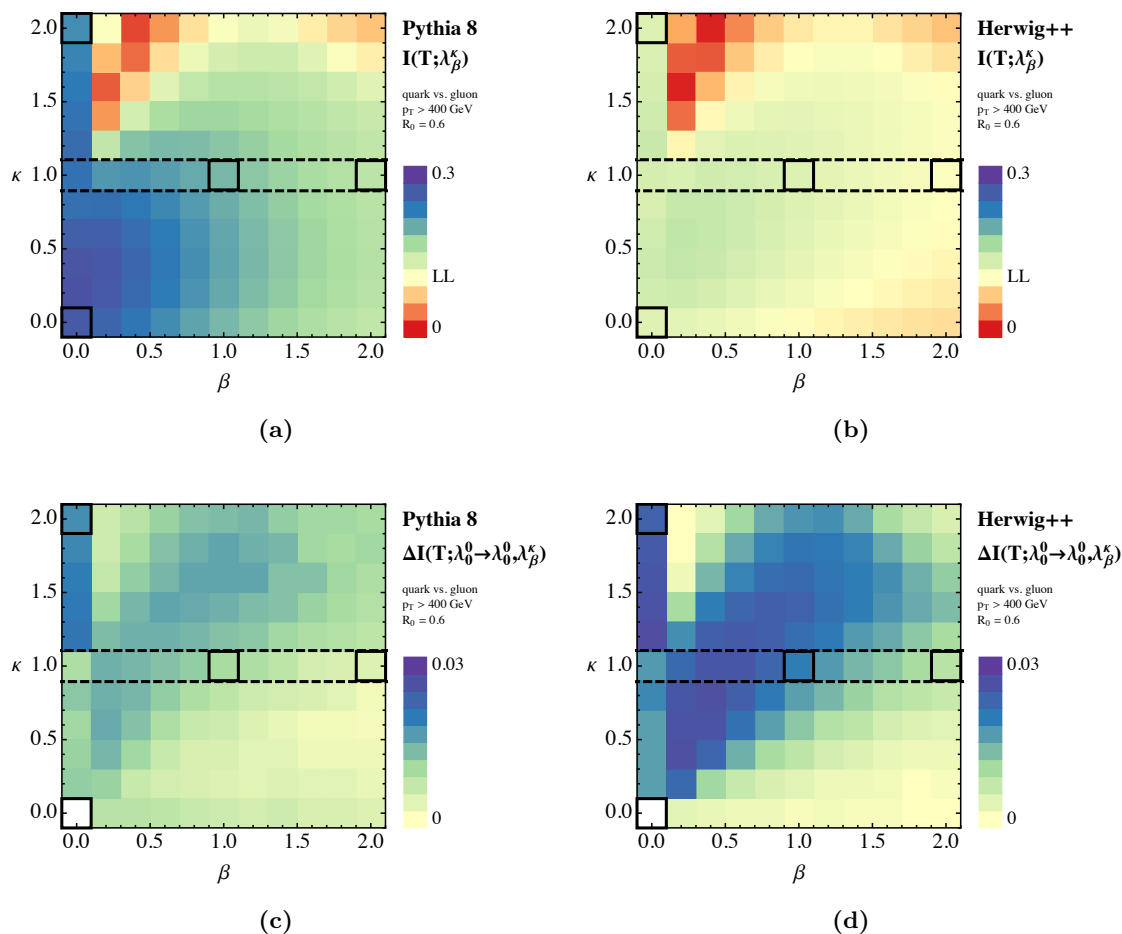 Pythia 8
I(T;λ_β^κ)
quark vs. gluon
p_T > 400 GeV
R_0 = 0.6
0.3
LL
0
2.0
1.5
κ 1.0
0.5
0.0
0.0 0.5 1.0 1.5 2.0
β
(a)
Herwig++
I(T;λ_β^κ)
quark vs. gluon
p_T > 400 GeV
R_0 = 0.6
0.3
LL
0
2.0
1.5
κ 1.0
0.5
0.0
0.0 0.5 1.0 1.5 2.0
β
(b)
Pythia 8
ΔI(T;λ_0^0→λ_0^0,λ_β^κ)
quark vs. gluon
p_T > 400 GeV
R_0 = 0.6
0.03
0
2.0
1.5
κ 1.0
0.5
0.0
0.0 0.5 1.0 1.5 2.0
β
(c)
Herwig++
ΔI(T;λ_0^0→λ_0^0,λ_β^κ)
quark vs. gluon
p_T > 400 GeV
R_0 = 0.6
0.03
0
2.0
1.5
κ 1.0
0.5
0.0
0.0 0.5 1.0 1.5 2.0
β
(d)